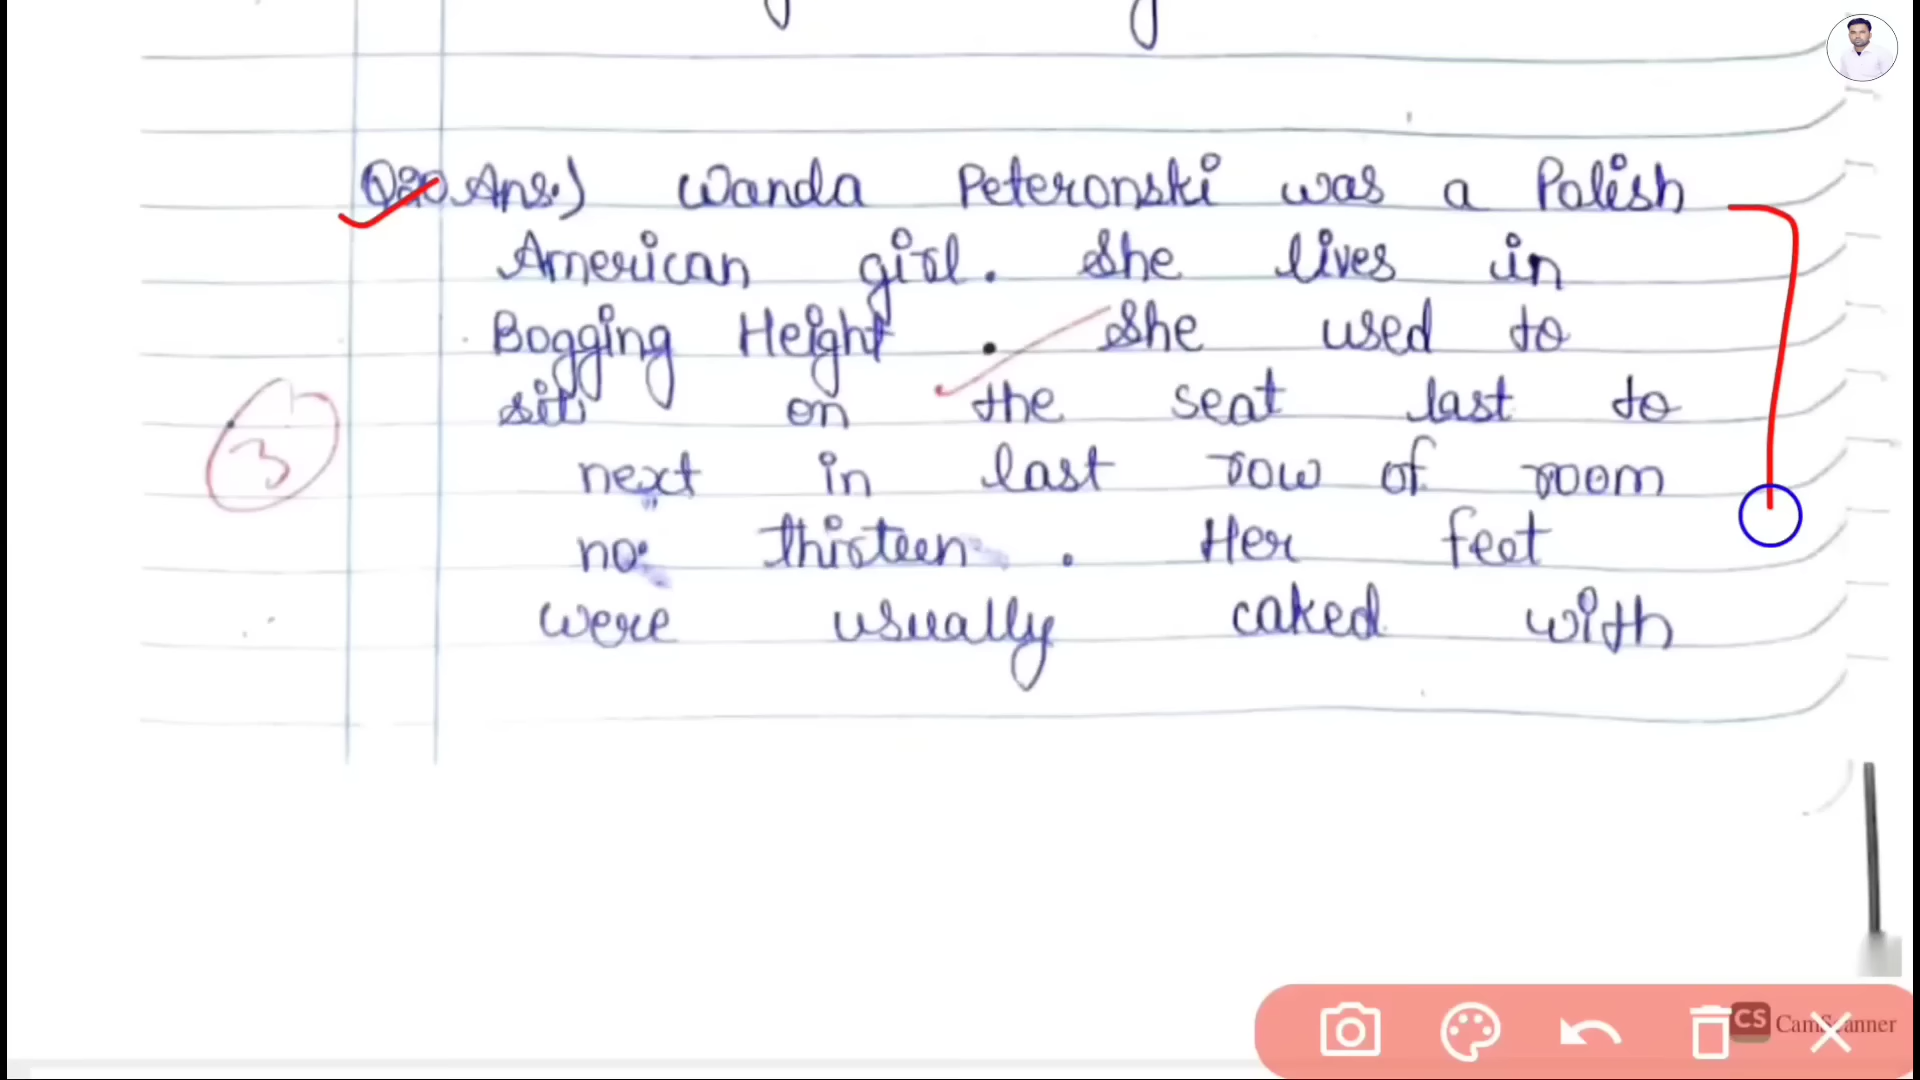 Q20 Ans.) Wanda Peteronski was a Polish
American girl. She lives in
Bogging Height . She used to
sit on the seat last to
next in last row of room
no. thirteen . Her feet
were usually caked with
3
CS CamScanner